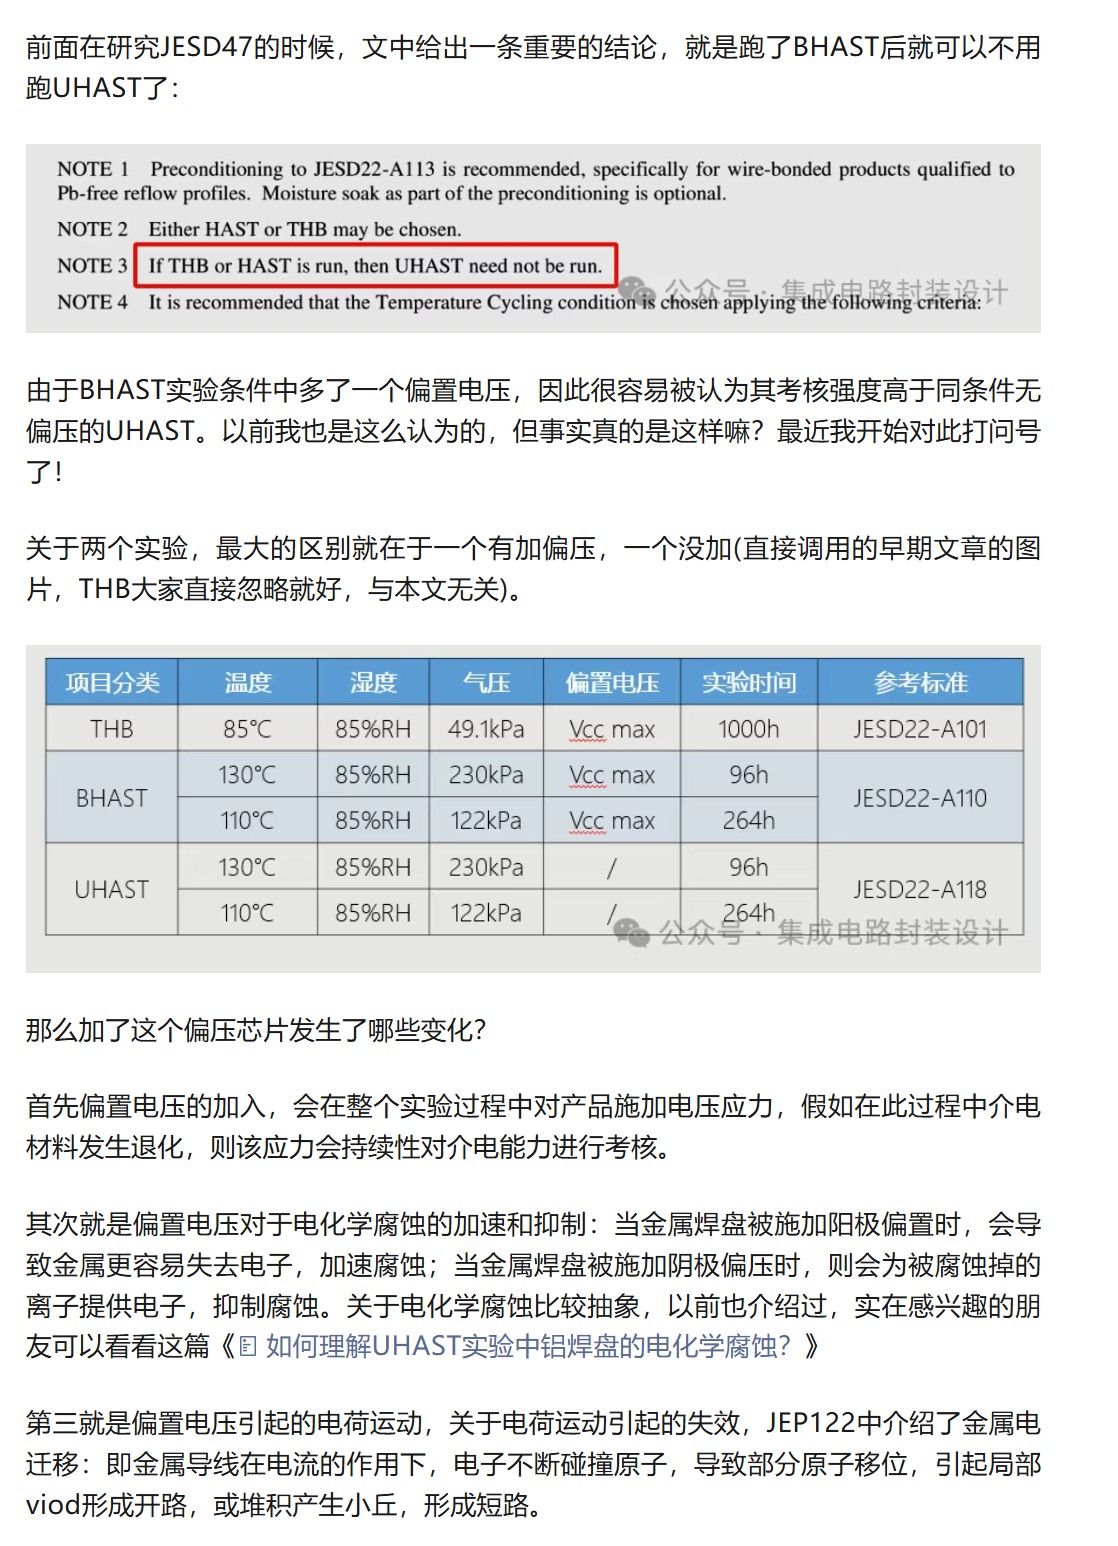 前面在研究JESD47的时候，文中给出一条重要的结论，就是跑了BHAST后就可以不用
跑UHAST了：
NOTE 1 Preconditioning to JESD22-A113 is recommended, specifically for wire-bonded products qualified to
Pb-free reflow profiles. Moisture soak as part of the preconditioning is optional.
NOTE 2 Either HAST or THB may be chosen.
NOTE 3 If THB or HAST is run, then UHAST need not be run.
公众号 · 集成电路封装设计
NOTE 4 It is recommended that the Temperature Cycling condition is chosen applying the following criteria:
由于BHAST实验条件中多了一个偏置电压，因此很容易被认为其考核强度高于同条件无
偏压的UHAST。以前我也是这么认为的，但事实真的是这样嘛？最近我开始对此打问号
了！
关于两个实验，最大的区别就在于一个有加偏压，一个没加(直接调用的早期文章的图
片，THB大家直接忽略就好，与本文无关)。
项目分类 温度 湿度 气压 偏置电压 实验时间 参考标准
THB 85℃ 85%RH 49.1kPa Vcc max 1000h JESD22-A101
BHAST 130℃ 85%RH 230kPa Vcc max 96h JESD22-A110
110℃ 85%RH 122kPa Vcc max 264h
UHAST 130℃ 85%RH 230kPa / 96h JESD22-A118
110℃ 85%RH 122kPa / 264h
公众号 · 集成电路封装设计
那么加了这个偏压芯片发生了哪些变化？
首先偏置电压的加入，会在整个实验过程中对产品施加电压应力，假如在此过程中介电
材料发生退化，则该应力会持续性对介电能力进行考核。
其次就是偏置电压对于电化学腐蚀的加速和抑制：当金属焊盘被施加阳极偏置时，会导
致金属更容易失去电子，加速腐蚀；当金属焊盘被施加阴极偏压时，则会为被腐蚀掉的
离子提供电子，抑制腐蚀。关于电化学腐蚀比较抽象，以前也介绍过，实在感兴趣的朋
友可以看看这篇《如何理解UHAST实验中铝焊盘的电化学腐蚀？》
第三就是偏置电压引起的电荷运动，关于电荷运动引起的失效，JEP122中介绍了金属电
迁移：即金属导线在电流的作用下，电子不断碰撞原子，导致部分原子移位，引起局部
viod形成开路，或堆积产生小丘，形成短路。